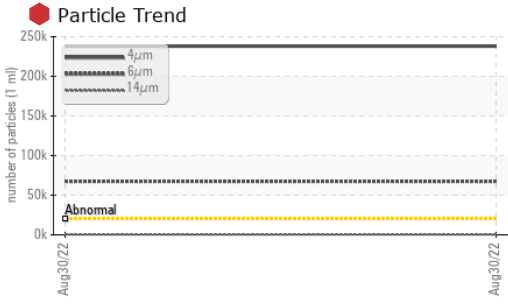 Particle Trend
number of particles (1 ml)
250k
200k
150k
100k
50k
0k
4μm
6μm
14μm
Abnormal
Aug30/22
Aug30/22